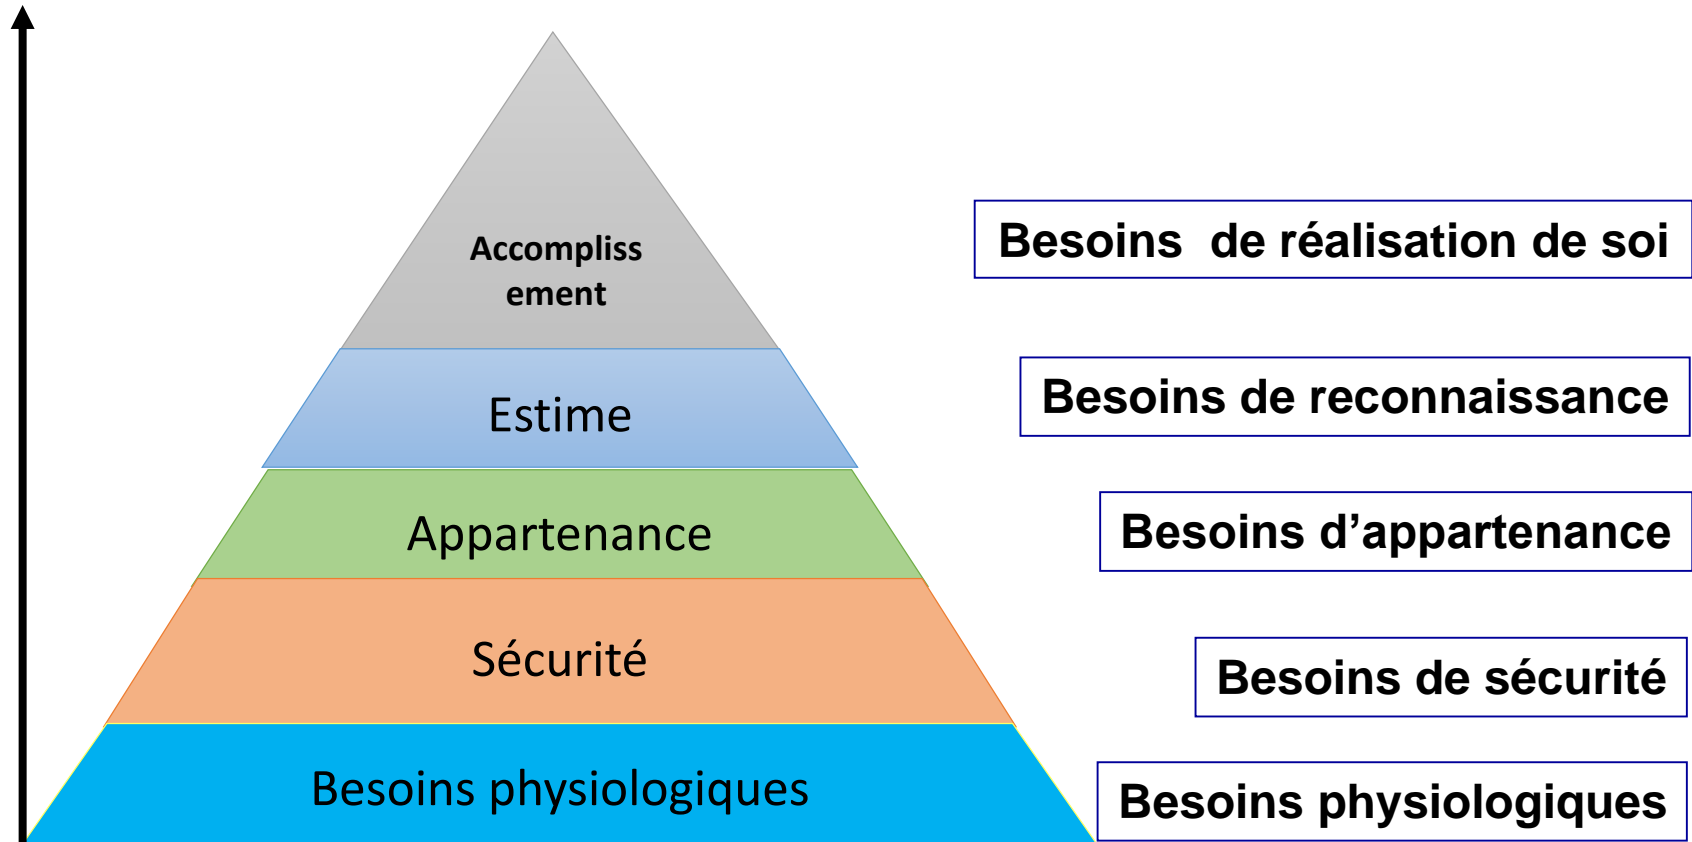 Accompliss
ement
Besoins  de réalisation de soi
Estime
Besoins de reconnaissance
Appartenance
Besoins d’appartenance
Sécurité
Besoins de sécurité
Besoins physiologiques
Besoins physiologiques